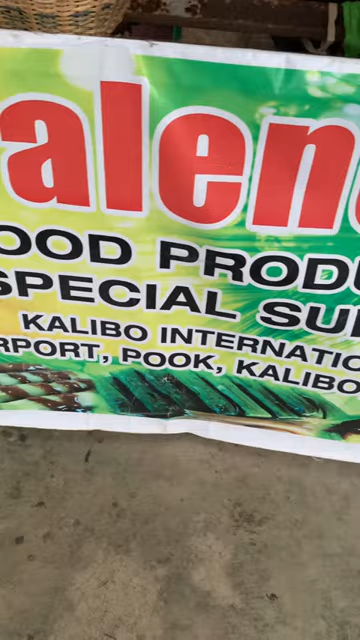 alen
OOD PRODU
SPECIAL SU
KALIBO INTERNATIO
RPORT, POOK, KALIBO